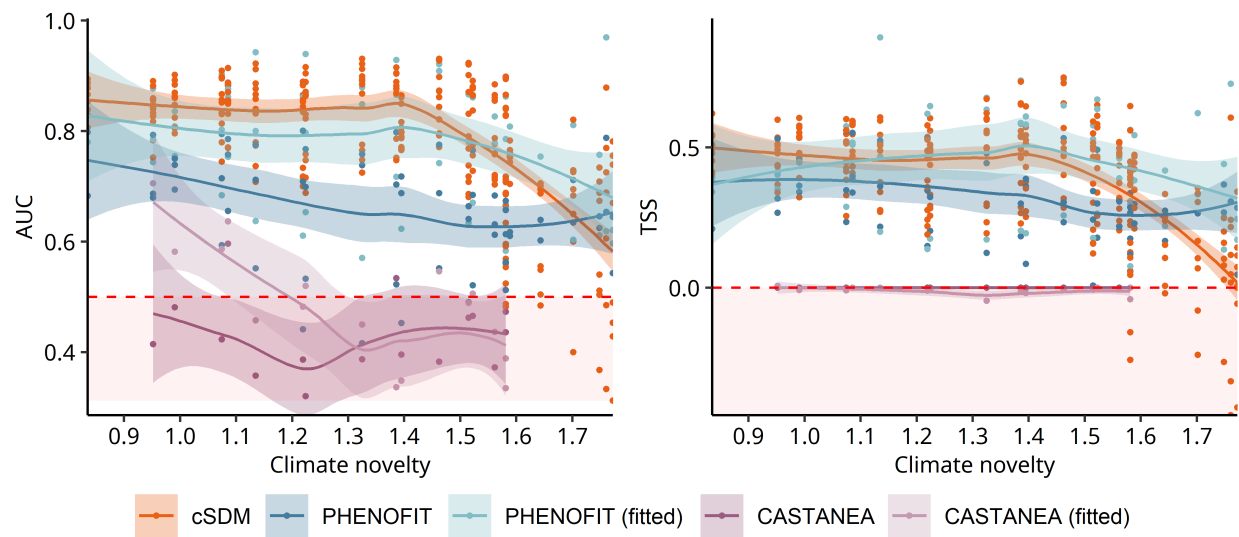 1.0
0.8
0.6
0.4
AUC
0.9 1.0 1.1 1.2 1.3 1.4 1.5 1.6 1.7
Climate novelty
0.5
0.0
TSS
0.9 1.0 1.1 1.2 1.3 1.4 1.5 1.6 1.7
Climate novelty
cSDM PHENOFIT PHENOFIT (fitted) CASTANEA CASTANEA (fitted)